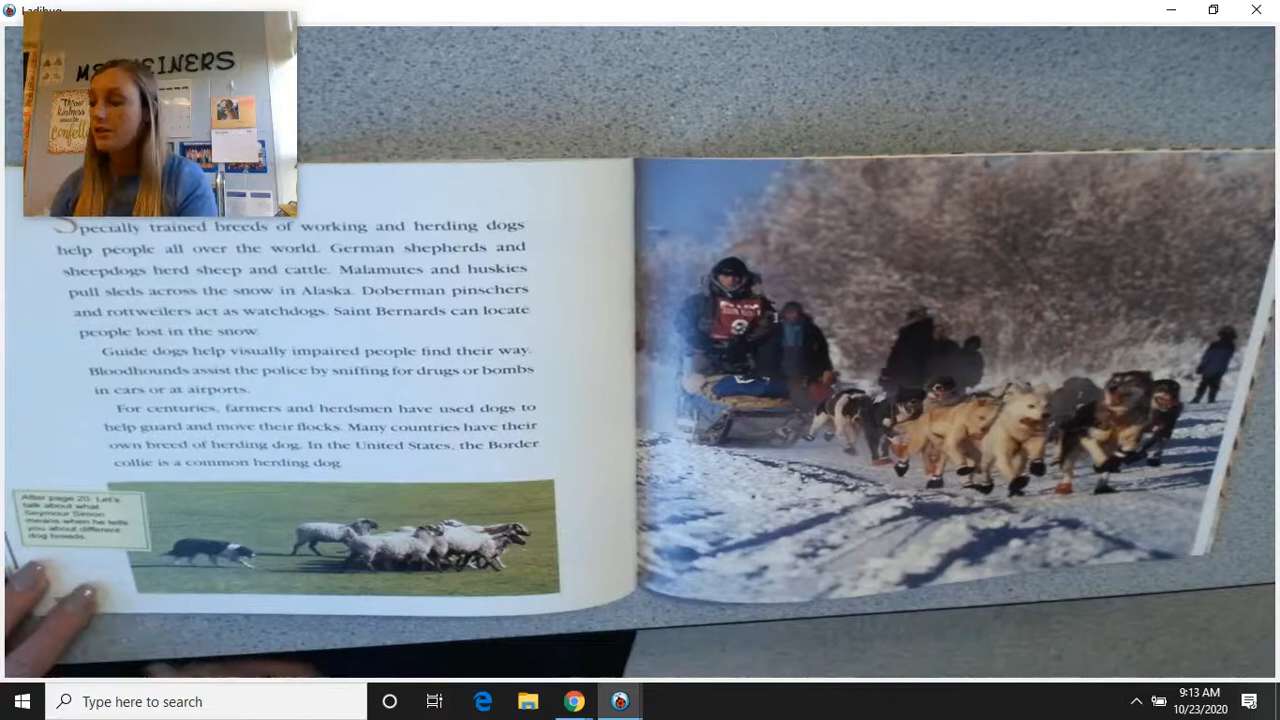 Ladibug
MS. MEINERS
Throw
kindness
around like
confetti
Specially trained breeds of working and herding dogs
help people all over the world. German shepherds and
sheepdogs herd sheep and cattle. Malamutes and huskies
pull sleds across the snow in Alaska. Doberman pinschers
and rottweilers act as watchdogs. Saint Bernards can locate
people lost in the snow.
Guide dogs help visually impaired people find their way.
Bloodhounds assist the police by sniffing for drugs or bombs
in cars or at airports.
For centuries, farmers and herdsmen have used dogs to
help guard and move their flocks. Many countries have their
own breed of herding dog. In the United States, the Border
collie is a common herding dog.
After page 20: Let's
talk about what
Seymour Simon
means when he tells
you about different
dog breeds.
Type here to search
9:13 AM
10/23/2020